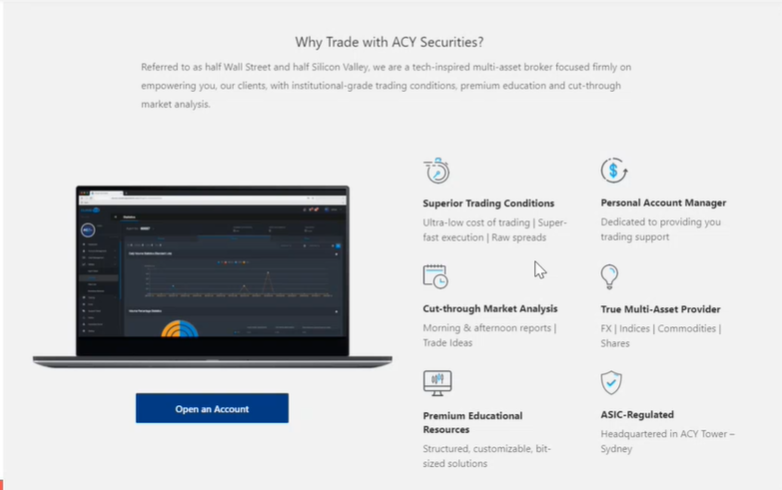 Why Trade with ACY Securities?
Referred to as half Wall Street and half Silicon Valley, we are a tech-inspired multi-asset broker focused firmly on
empowering you, our clients, with institutional-grade trading conditions, premium education and cut-through
market analysis.
Superior Trading Conditions
Ultra-low cost of trading | Super-
fast execution | Raw spreads
Personal Account Manager
Dedicated to providing you
trading support
Cut-through Market Analysis
Morning & afternoon reports |
Trade Ideas
True Multi-Asset Provider
FX | Indices | Commodities |
Shares
Premium Educational
Resources
Structured, customizable, bit-
sized solutions
ASIC-Regulated
Headquartered in ACY Tower –
Sydney
Open an Account